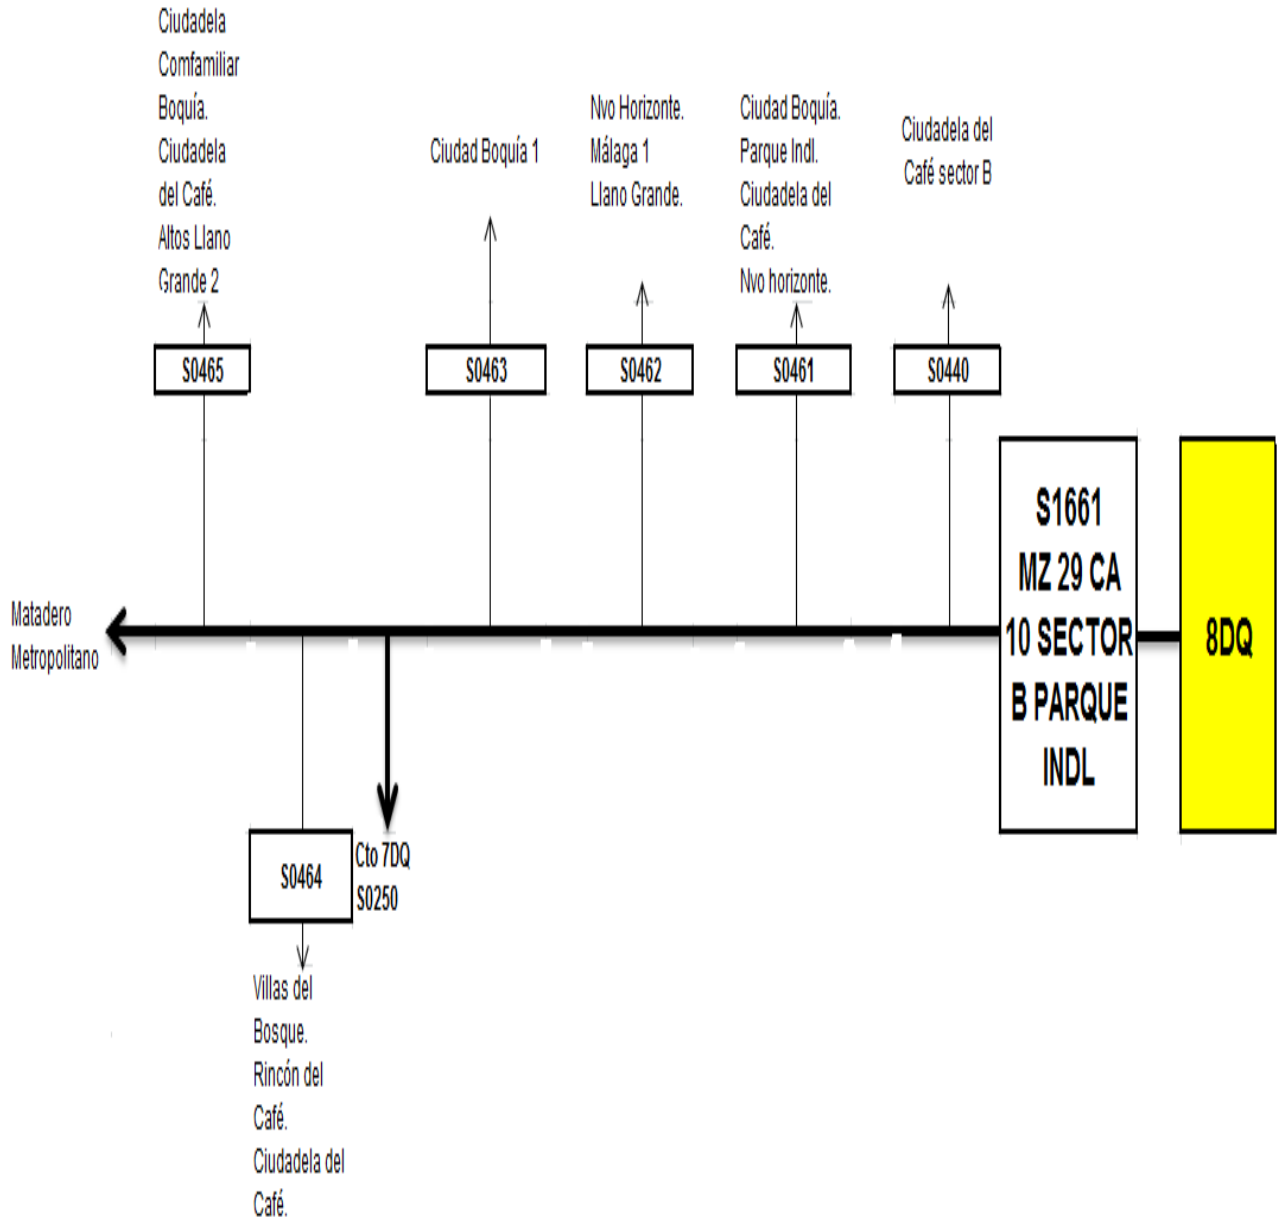 Ciudadela
Comfamiliar
Boquía.
Ciudadela
del Café.
Altos Llano
Grande 2
Ciudad Boquía 1
Nvo Horizonte.
Málaga 1
Llano Grande.
Ciudad Boquía.
Parque Indl.
Ciudadela del
Café.
Nvo horizonte.
Ciudadela del
Café sector B
S0465
S0463
S0462
S0461
S0440
S1661
MZ 29 CA
10 SECTOR
B PARQUE
INDL
8DQ
Matadero
Metropolitano
S0464
Cto 7DQ
S0250
Villas del
Bosque.
Rincón del
Café.
Ciudadela del
Café.